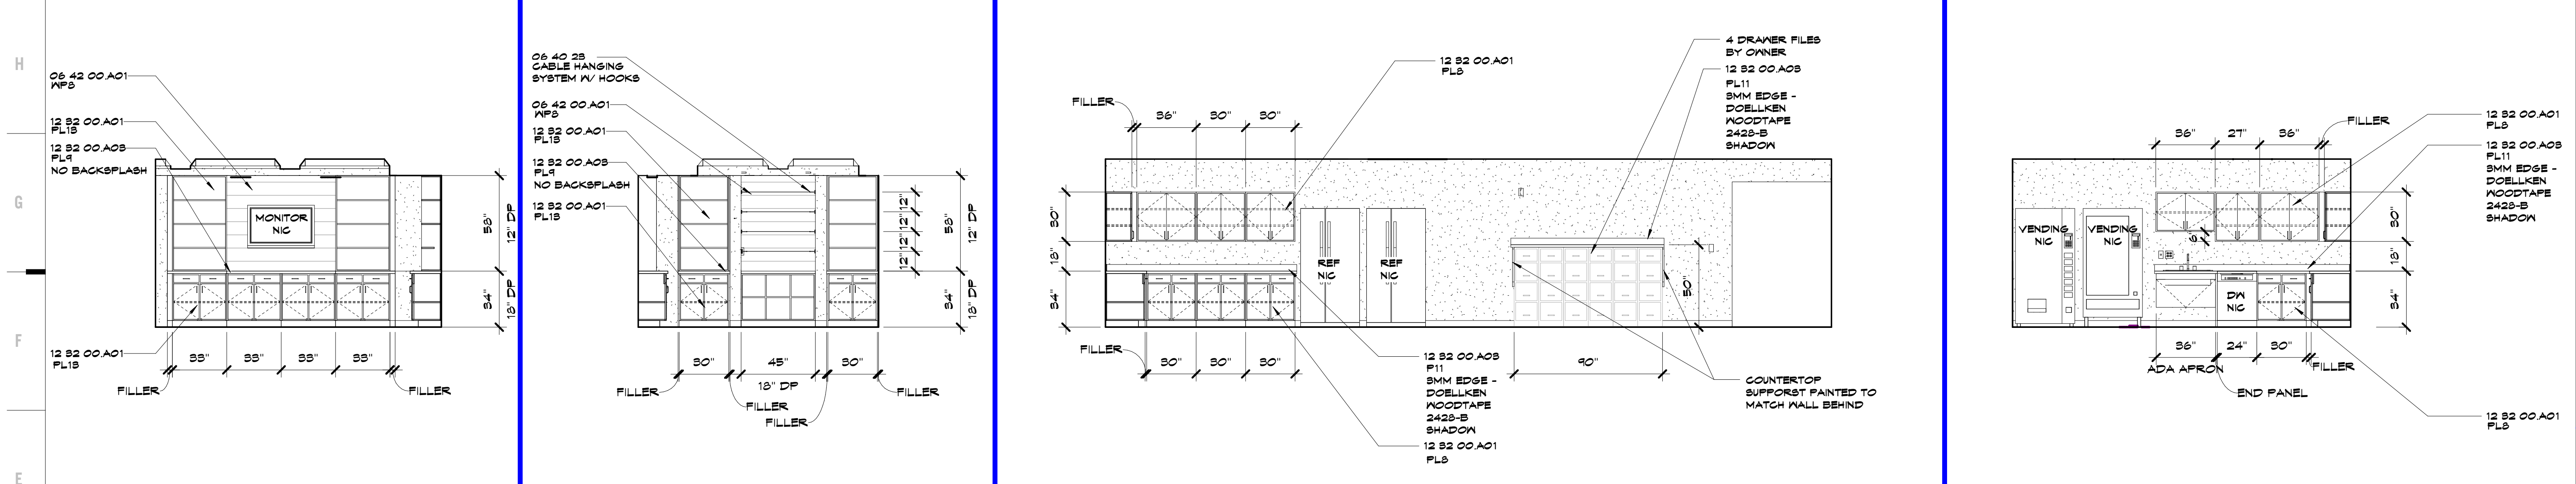 H
G
F
E
06 42 00.A01
WP3
12 32 00.A01
PL13
12 32 00.A03
PL9
NO BACKSPLASH
MONITOR
NIC
58"
12" DP
34"
18" DP
12 32 00.A01
PL13
33"
33"
33"
33"
FILLER
FILLER
06 40 23
CABLE HANGING
SYSTEM W/ HOOKS
06 42 00.A01
WP3
12 32 00.A01
PL13
12 32 00.A03
PL9
NO BACKSPLASH
12 32 00.A01
PL13
12"
12"
12"
12"
58"
12" DP
34"
18" DP
30"
45"
30"
18" DP
FILLER
FILLER
FILLER
FILLER
4 DRAWER FILES
BY OWNER
12 32 00.A01
PL8
12 32 00.A03
PL11
3MM EDGE -
DOELLKEN
WOODTAPE
2428-B
SHADOW
FILLER
36"
30"
30"
30"
18"
34"
REF
NIC
REF
NIC
50"
FILLER
30"
30"
30"
90"
12 32 00.A03
P11
3MM EDGE -
DOELLKEN
WOODTAPE
2428-B
SHADOW
12 32 00.A01
PL8
COUNTERTOP
SUPPORST PAINTED TO
MATCH WALL BEHIND
12 32 00.A01
PL8
12 32 00.A03
PL11
3MM EDGE -
DOELLKEN
WOODTAPE
2428-B
SHADOW
FILLER
36"
27"
36"
VENDING
NIC
VENDING
NIC
6"
30"
18"
34"
DW
NIC
36"
24"
30"
ADA APRON
FILLER
END PANEL
12 32 00.A01
PL8